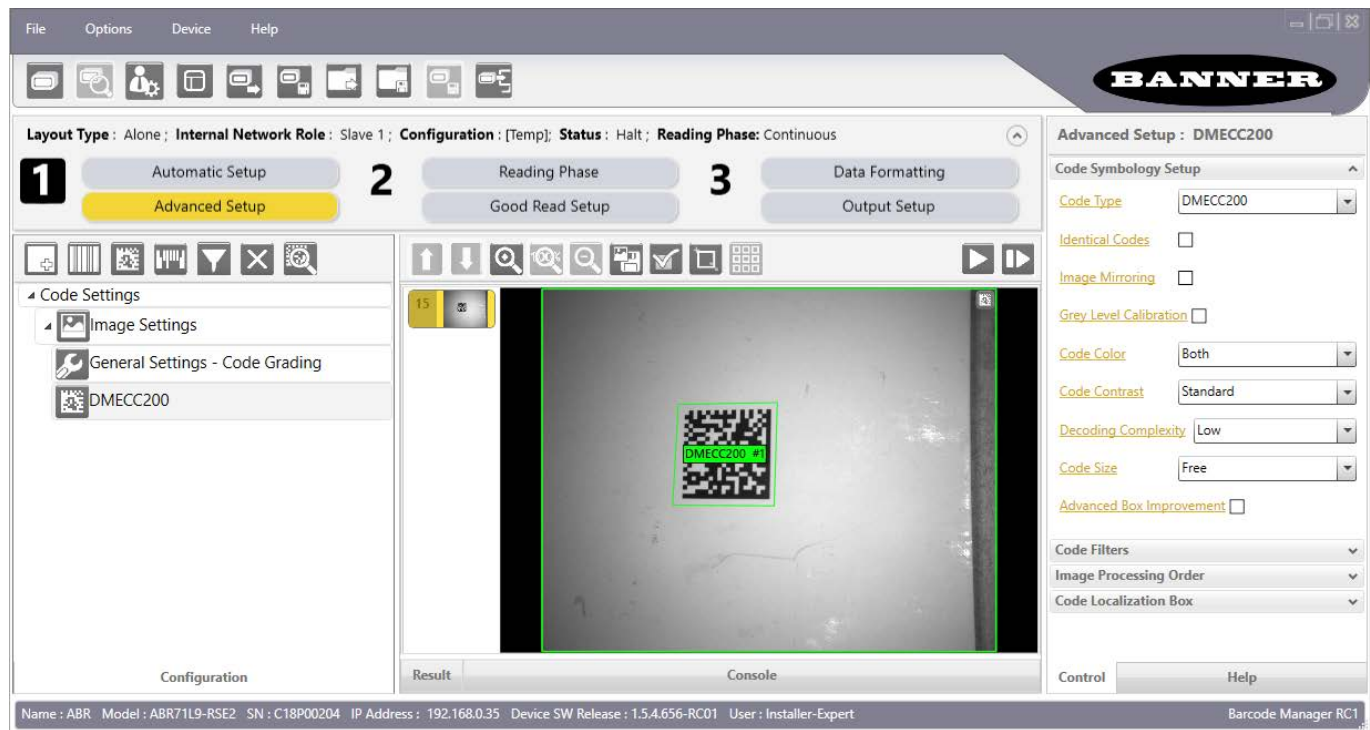 File Options Device Help
BANNER
Layout Type : Alone ; Internal Network Role : Slave 1 ; Configuration : [Temp]; Status : Halt ; Reading Phase: Continuous
1 Automatic Setup
Advanced Setup
2 Reading Phase
Good Read Setup
3 Data Formatting
Output Setup
Code Settings
Image Settings
General Settings - Code Grading
DMECC200
Configuration
100%
15
DMECC200 #1
Result Console
Advanced Setup : DMECC200
Code Symbology Setup
Code Type DMECC200
Identical Codes
Image Mirroring
Grey Level Calibration
Code Color Both
Code Contrast Standard
Decoding Complexity Low
Code Size Free
Advanced Box Improvement
Code Filters
Image Processing Order
Code Localization Box
Control Help
Name : ABR Model : ABR71L9-RSE2 SN : C18P00204 IP Address : 192.168.0.35 Device SW Release : 1.5.4.656-RC01 User : Installer-Expert Barcode Manager RC1